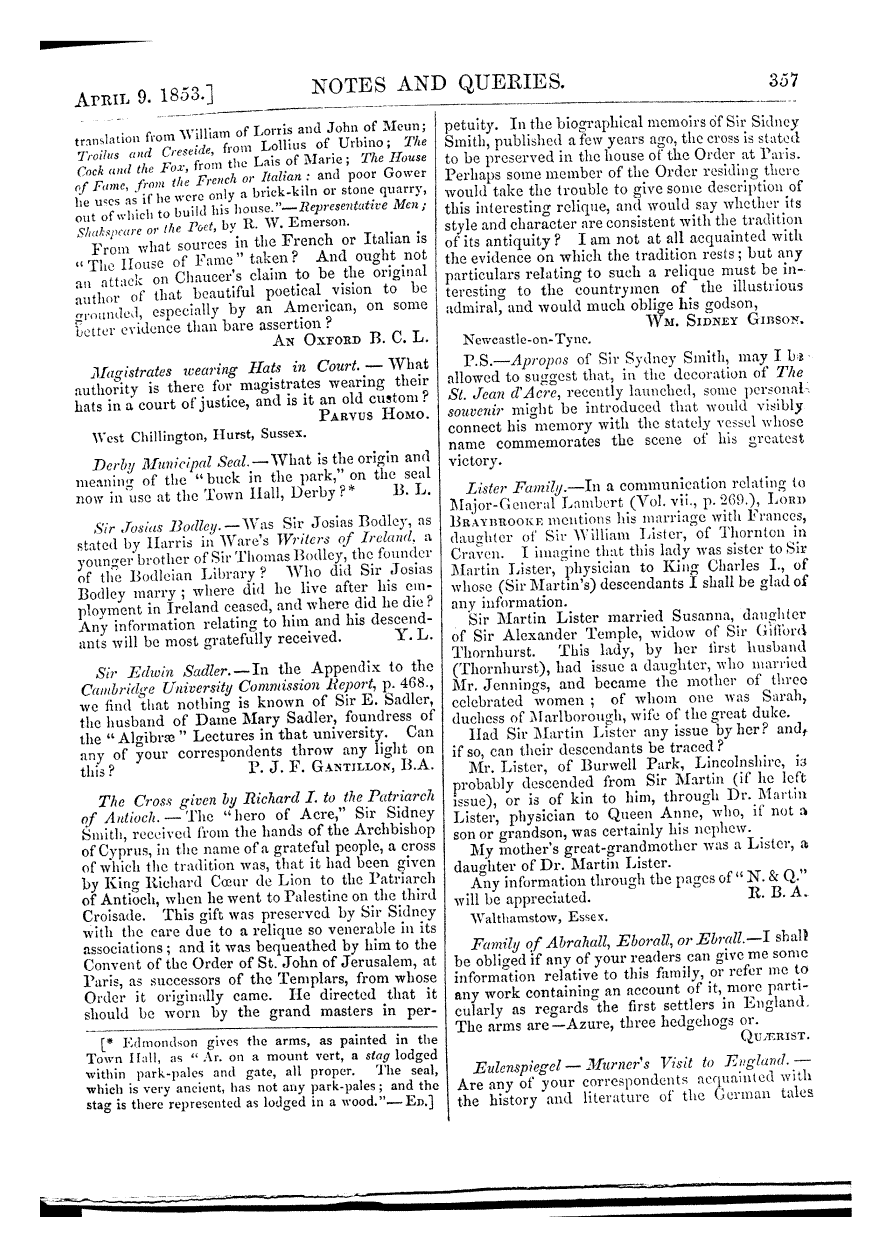 APRIL 9. 1853.] NOTES AND QUERIES. 357
translation from William of Lorris and John of Meun;
Troilus and Creseide, from Lollius of Urbino; The
Cock and the Fox, from the Lais of Marie; The House
of Fame, from the French or Italian: and poor Gower
he uses as if he were only a brick-kiln or stone quarry,
out of which to build his house."—Representative Men;
Shakspeare or the Poet, by R. W. Emerson.
From what sources in the French or Italian is
"The House of Fame" taken? And ought not
an attack on Chaucer's claim to be the original
author of that beautiful poetical vision to be
grounded, especially by an American, on some
better evidence than bare assertion?
AN OXFORD B. C. L.
Magistrates wearing Hats in Court. — What
authority is there for magistrates wearing their
hats in a court of justice, and is it an old custom?
PARVUS HOMO.
West Chillington, Hurst, Sussex.
Derby Municipal Seal.—What is the origin and
meaning of the "buck in the park," on the seal
now in use at the Town Hall, Derby?* B. L.
Sir Josias Bodley.—Was Sir Josias Bodley, as
stated by Harris in Ware's Writers of Ireland, a
younger brother of Sir Thomas Bodley, the founder
of the Bodleian Library? Who did Sir Josias
Bodley marry; where did he live after his em-
ployment in Ireland ceased, and where did he die?
Any information relating to him and his descend-
ants will be most gratefully received. Y. L.
Sir Edwin Sadler.—In the Appendix to the
Cambridge University Commission Report, p. 468.,
we find that nothing is known of Sir E. Sadler,
the husband of Dame Mary Sadler, foundress of
the "Algibræ" Lectures in that university. Can
any of your correspondents throw any light on
this? P. J. F. GANTILLON, B.A.
The Cross given by Richard I. to the Patriarch
of Antioch. — The "hero of Acre," Sir Sidney
Smith, received from the hands of the Archbishop
of Cyprus, in the name of a grateful people, a cross
of which the tradition was, that it had been given
by King Richard Cœur de Lion to the Patriarch
of Antioch, when he went to Palestine on the third
Croisade. This gift was preserved by Sir Sidney
with the care due to a relique so venerable in its
associations; and it was bequeathed by him to the
Convent of the Order of St. John of Jerusalem, at
Paris, as successors of the Templars, from whose
Order it originally came. He directed that it
should be worn by the grand masters in per-
[* Edmondson gives the arms, as painted in the
Town Hall, as "Ar. on a mount vert, a stag lodged
within park-pales and gate, all proper. The seal,
which is very ancient, has not any park-pales; and the
stag is there represented as lodged in a wood."—ED.]
petuity. In the biographical memoirs of Sir Sidney
Smith, published a few years ago, the cross is stated
to be preserved in the house of the Order at Paris.
Perhaps some member of the Order residing there
would take the trouble to give some description of
this interesting relique, and would say whether its
style and character are consistent with the tradition
of its antiquity? I am not at all acquainted with
the evidence on which the tradition rests; but any
particulars relating to such a relique must be in-
teresting to the countrymen of the illustrious
admiral, and would much oblige his godson,
WM. SIDNEY GIBSON.
Newcastle-on-Tyne.
P.S.—Apropos of Sir Sydney Smith, may I be
allowed to suggest that, in the decoration of The
St. Jean d'Acre, recently launched, some personal
souvenir might be introduced that would visibly
connect his memory with the stately vessel whose
name commemorates the scene of his greatest
victory.
Lister Family.—In a communication relating to
Major-General Lambert (Vol. vii., p. 269.), LORD
BRAYBROOKE mentions his marriage with Frances,
daughter of Sir William Lister, of Thornton in
Craven. I imagine that this lady was sister to Sir
Martin Lister, physician to King Charles I., of
whose (Sir Martin's) descendants I shall be glad of
any information.
Sir Martin Lister married Susanna, daughter
of Sir Alexander Temple, widow of Sir Gifford
Thornhurst. This lady, by her first husband
(Thornhurst), had issue a daughter, who married
Mr. Jennings, and became the mother of three
celebrated women; of whom one was Sarah,
duchess of Marlborough, wife of the great duke.
Had Sir Martin Lister any issue by her? and,
if so, can their descendants be traced?
Mr. Lister, of Burwell Park, Lincolnshire, is
probably descended from Sir Martin (if he left
issue), or is of kin to him, through Dr. Martin
Lister, physician to Queen Anne, who, if not a
son or grandson, was certainly his nephew.
My mother's great-grandmother was a Lister, a
daughter of Dr. Martin Lister.
Any information through the pages of "N. & Q."
will be appreciated. R. B. A.
Walthamstow, Essex.
Family of Abrahall, Eborall, or Ebrall.—I shall
be obliged if any of your readers can give me some
information relative to this family, or refer me to
any work containing an account of it, more parti-
cularly as regards the first settlers in England.
The arms are—Azure, three hedgehogs or.
QUÆRIST.
Eulenspiegel — Murner's Visit to England. —
Are any of your correspondents acquainted with
the history and literature of the German tales